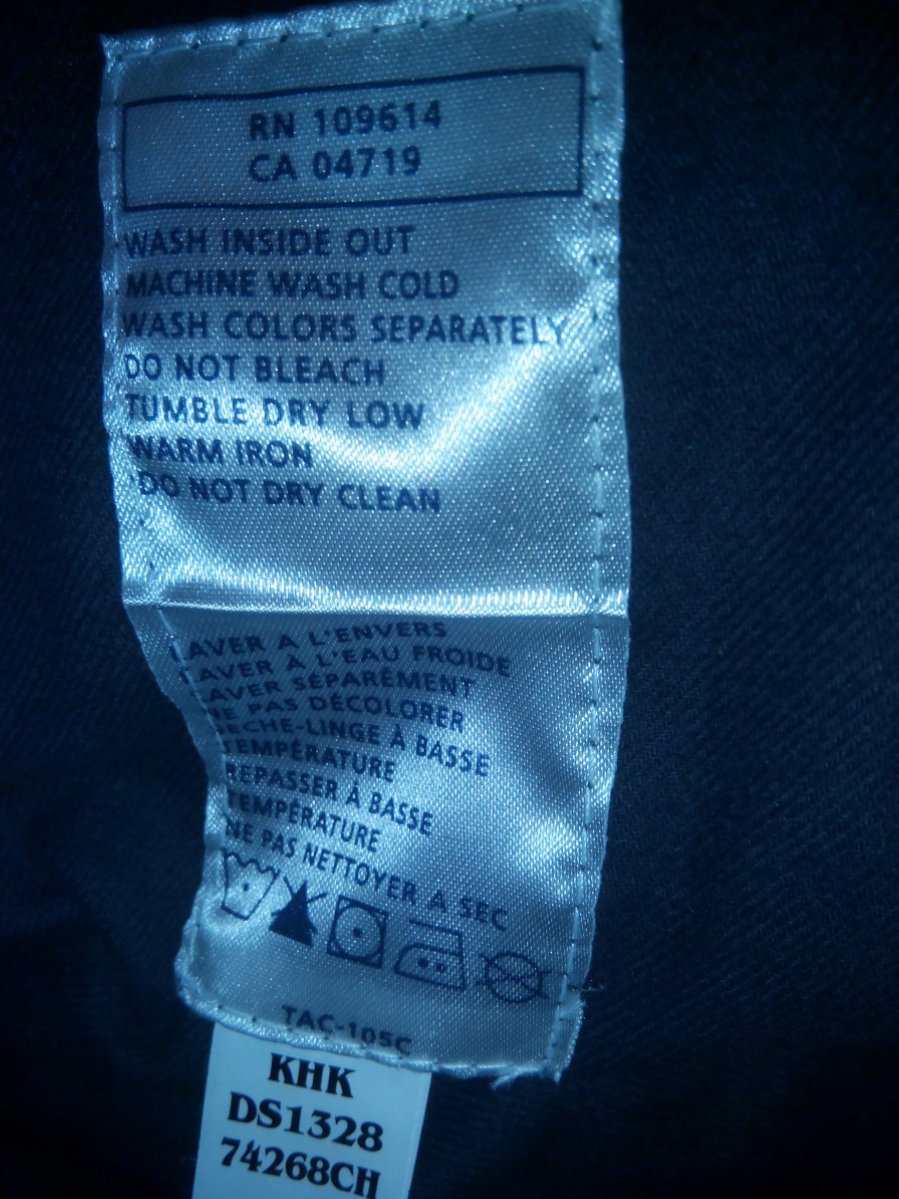 RN 109614
CA 04719
WASH INSIDE OUT
MACHINE WASH COLD
WASH COLORS SEPARATELY
DO NOT BLEACH
TUMBLE DRY LOW
WARM IRON
DO NOT DRY CLEAN
LAVER A L'ENVERS
LAVER À L'EAU FROIDE
LAVER SÉPARÉMENT
NE PAS DÉCOLORER
SECHE-LINGE À BASSE
TEMPÉRATURE
REPASSER À BASSE
TEMPÉRATURE
NE PAS NETTOYER A SEC
TAC-105C
KHK
DS1328
74268CH